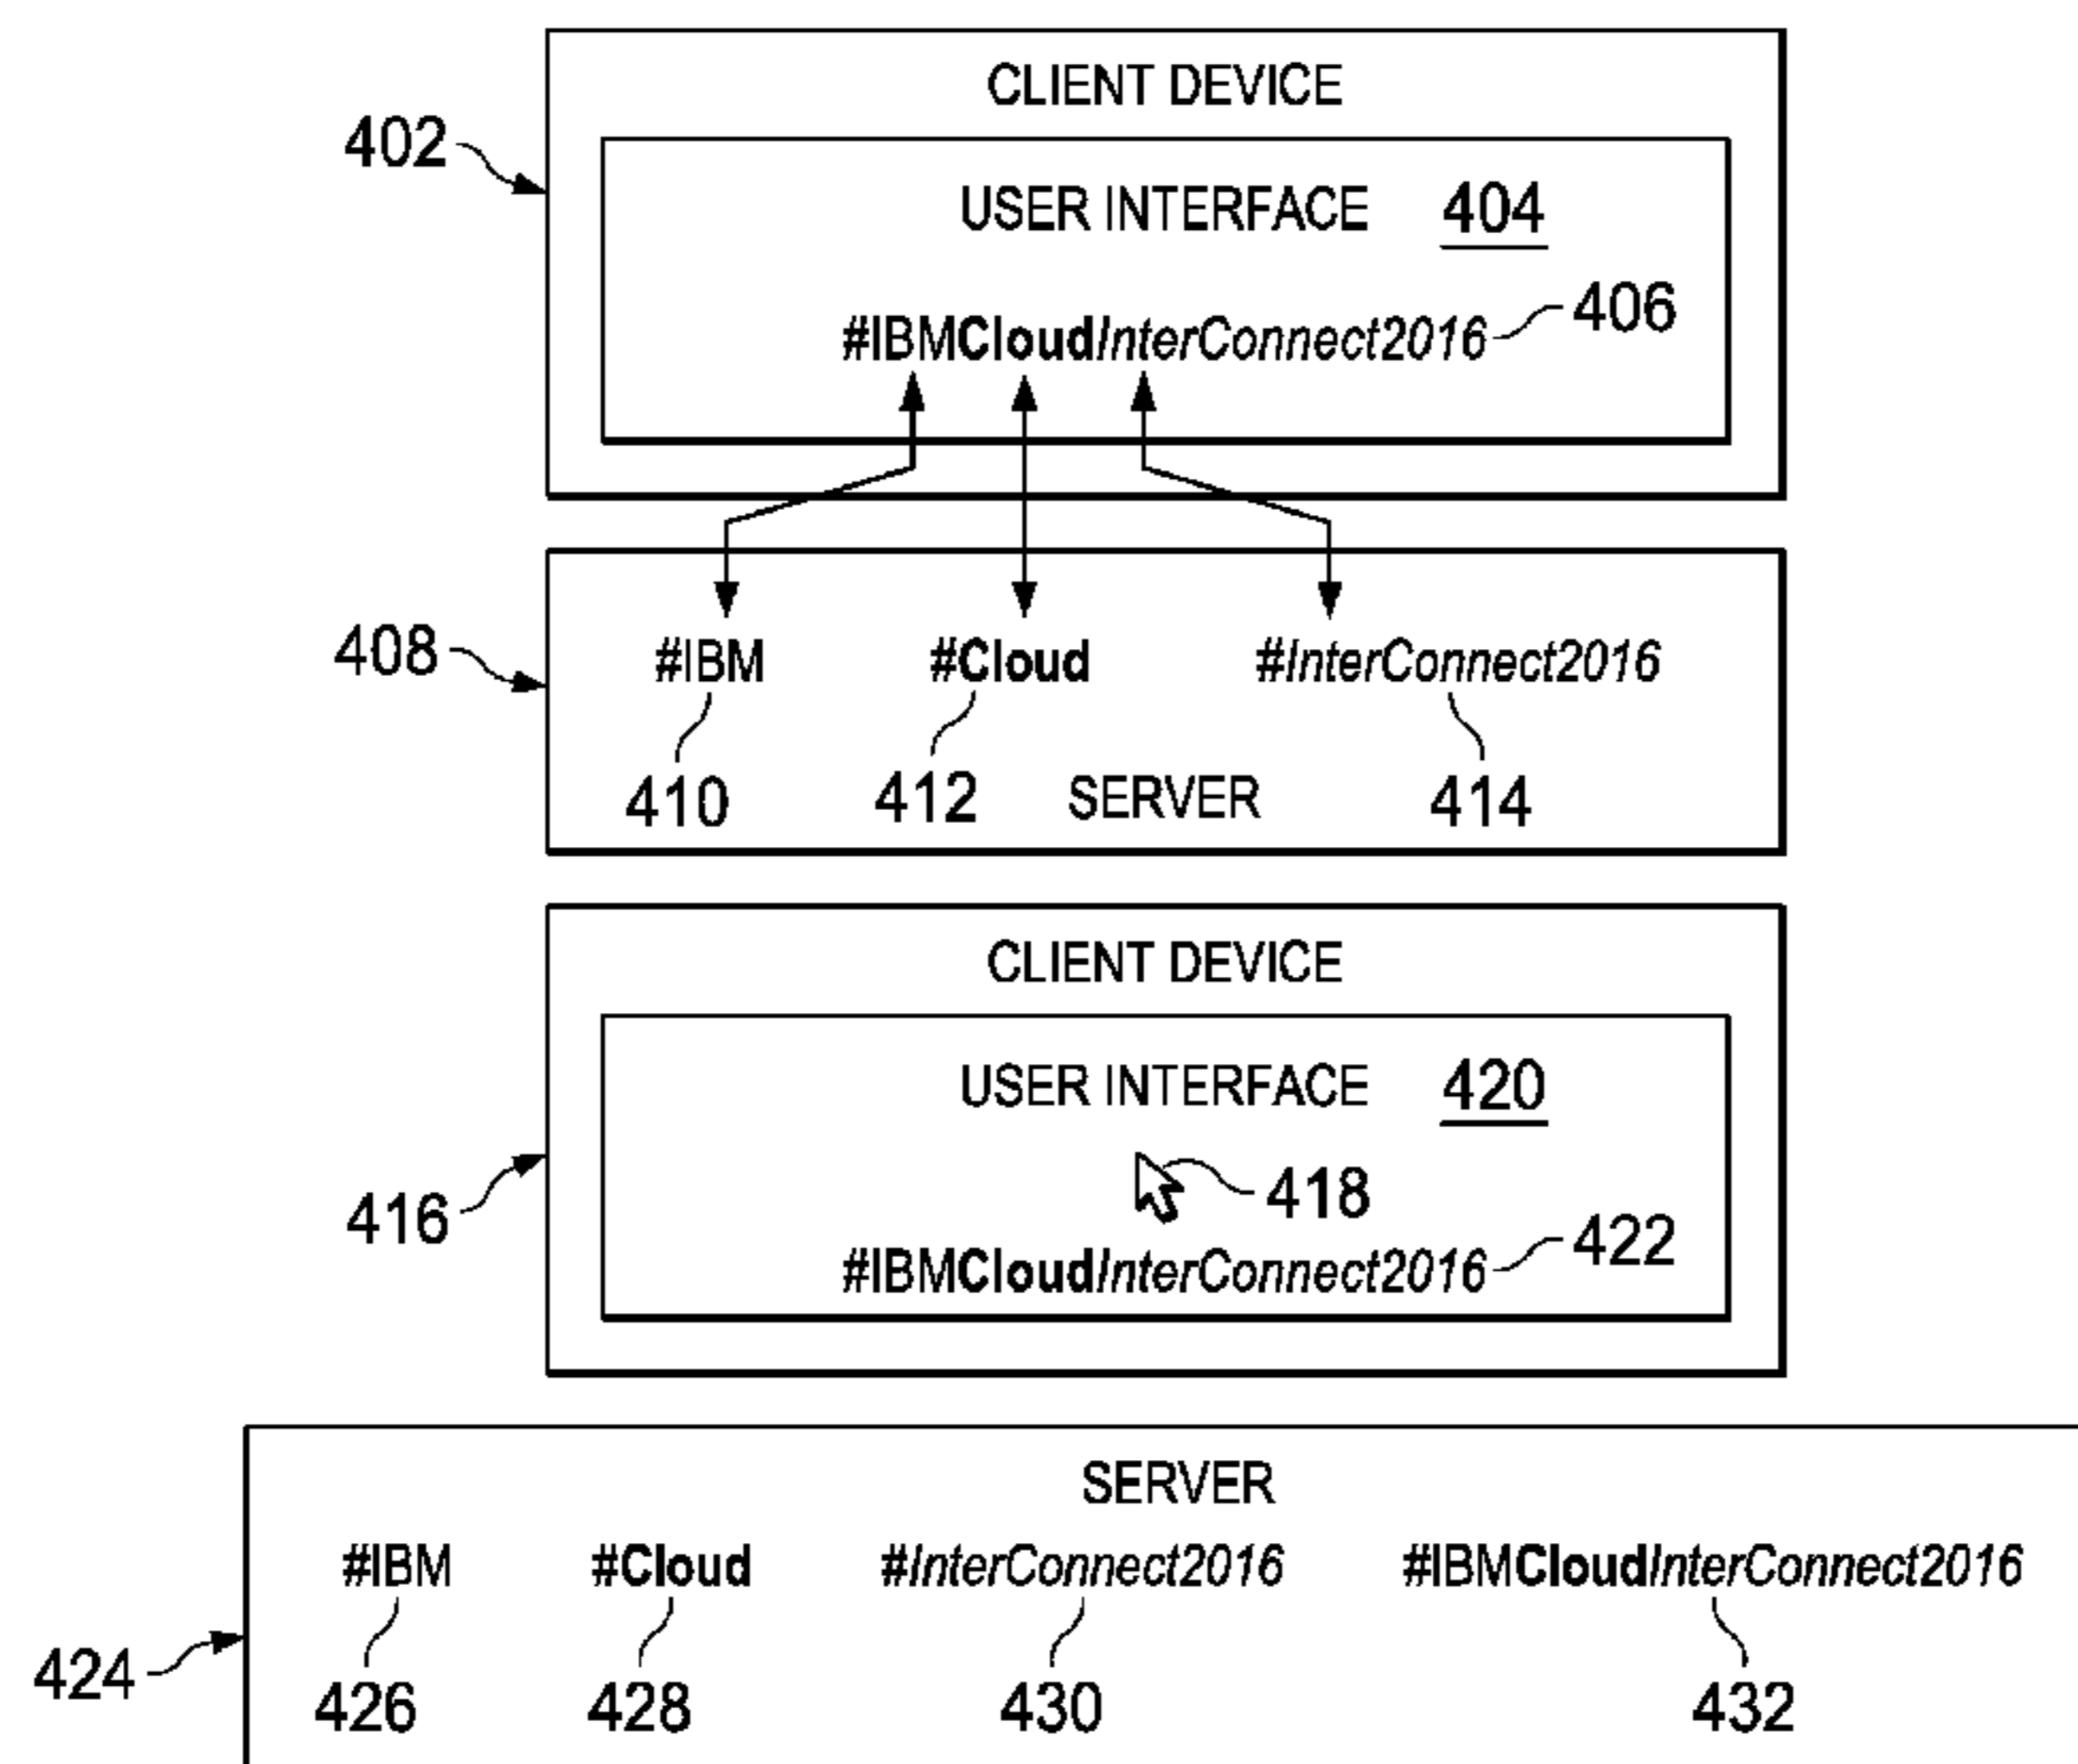 CLIENT DEVICE
402
USER INTERFACE 404
406
#IBMCloudInterConnect2016
408
#IBM #Cloud #InterConnect2016
410 412 SERVER 414
CLIENT DEVICE
USER INTERFACE 420
418
416
422
#IBMCloudInterConnect2016
SERVER
#IBM #Cloud #InterConnect2016 #IBMCloudInterConnect2016
424
426 428 430 432